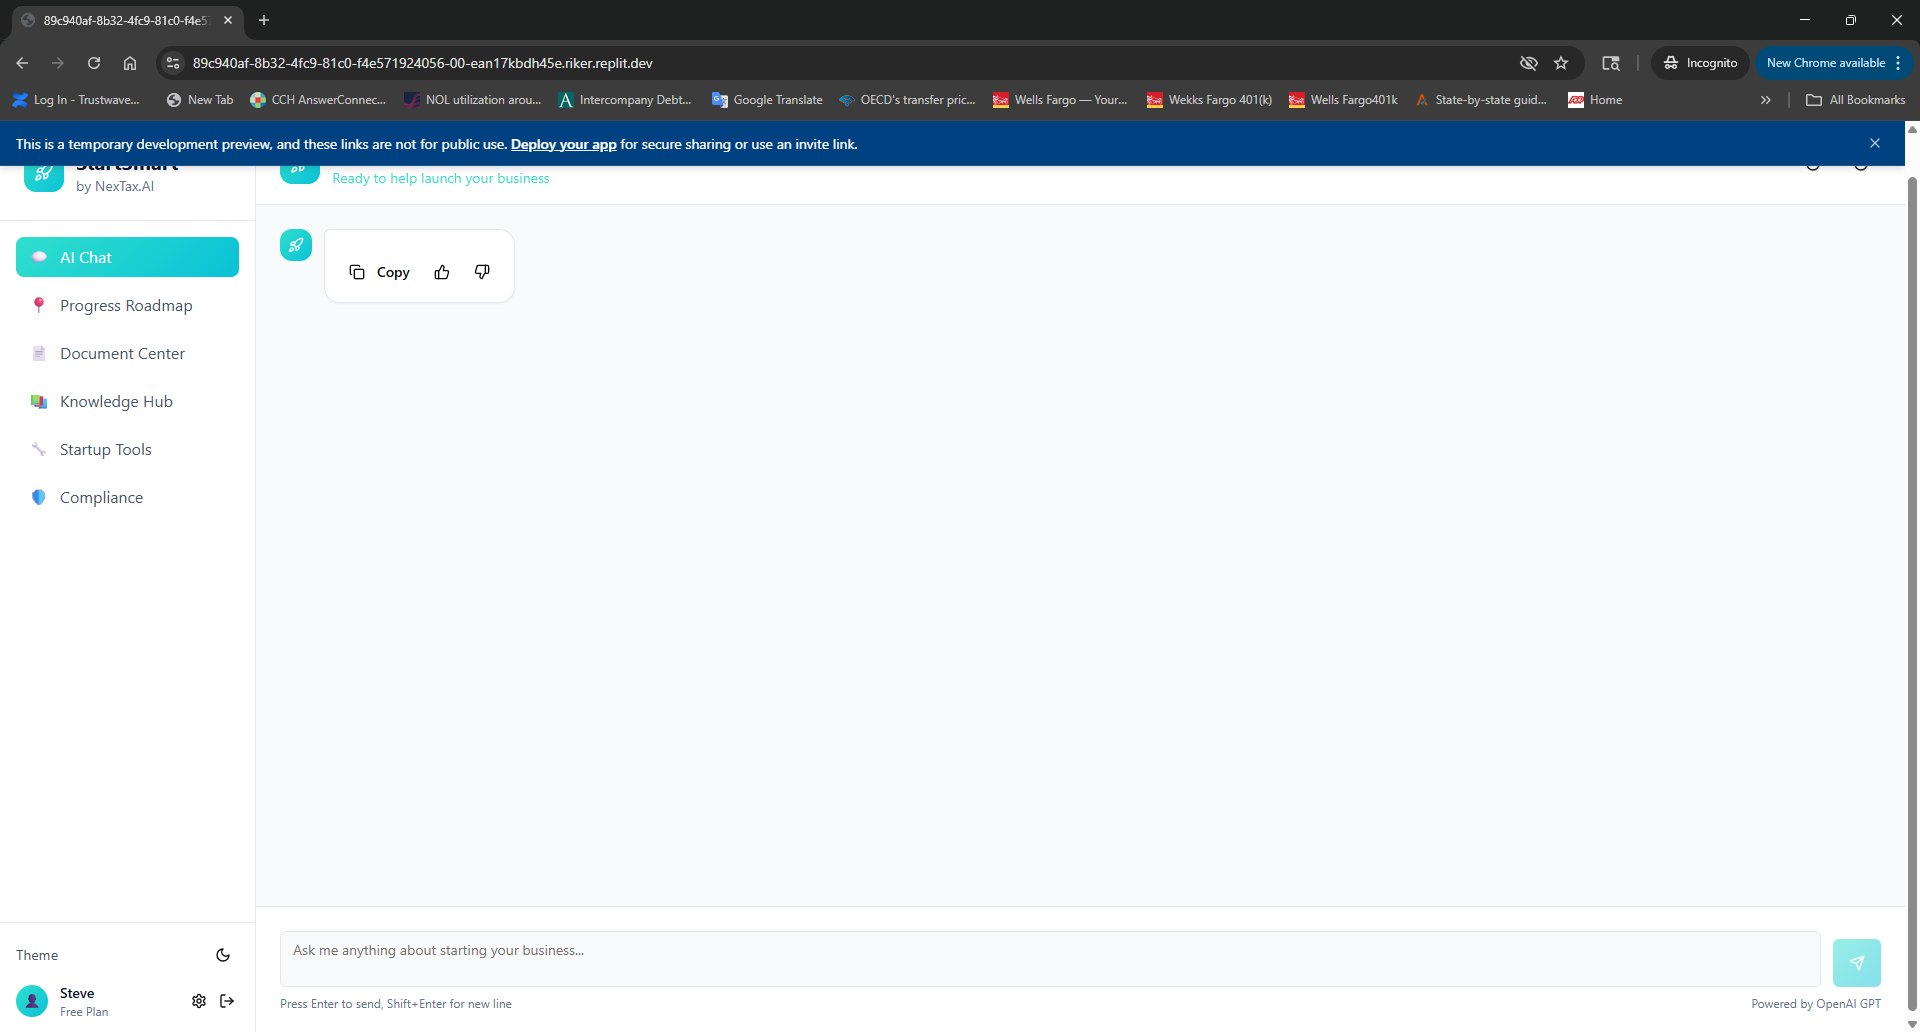 89c940af-8b32-4fc9-81c0-f4e57
89c940af-8b32-4fc9-81c0-f4e571924056-00-ean17kbdh45e.riker.replit.dev
Incognito
New Chrome available
Log In - Trustwave...
New Tab
CCH AnswerConnec...
NOL utilization arou...
Intercompany Debt...
Google Translate
OECD's transfer pric...
Wells Fargo — Your...
Wekks Fargo 401(k)
Wells Fargo401k
State-by-state guid...
Home
All Bookmarks
This is a temporary development preview, and these links are not for public use. Deploy your app for secure sharing or use an invite link.
StartSmart
by NexTax.AI
Ready to help launch your business
AI Chat
Progress Roadmap
Document Center
Knowledge Hub
Startup Tools
Compliance
Copy
Theme
Steve
Free Plan
Ask me anything about starting your business...
Press Enter to send, Shift+Enter for new line
Powered by OpenAI GPT